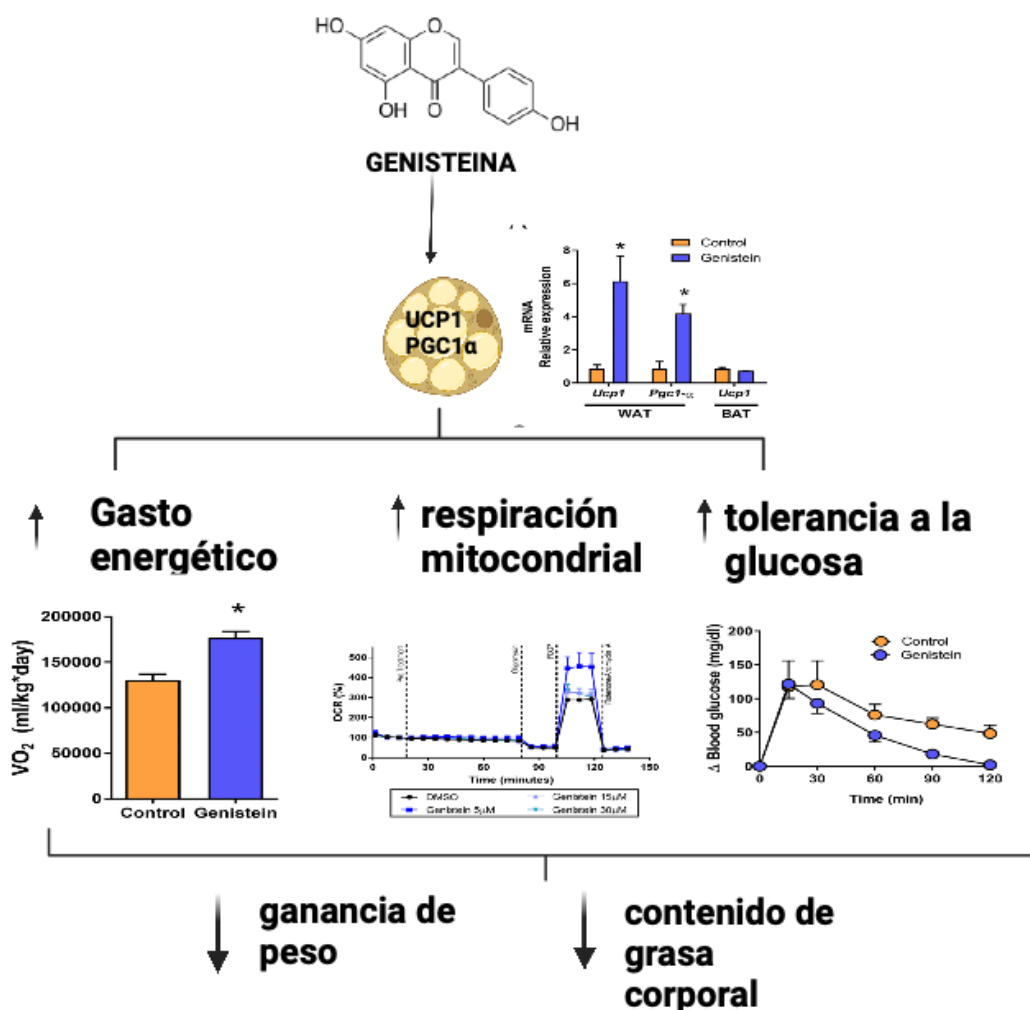 HO
O
OH
O
OH
GENISTEINA
Control
Genistein
*
*
8
6
4
2
0
mRNA
Relative expression
Ucp1
Pgc1-α
Ucp1
WAT
BAT
UCP1
PGC1α
Gasto
energético
respiración
mitocondrial
tolerancia a la
glucosa
*
200000
150000
100000
50000
0
VO2 (ml/kg*day)
Control
Genistein
500
400
300
200
100
0
OCR (%)
0
30
60
90
120
150
Time (minutes)
DMSO
Genistein 5μM
Genistein 15μM
Genistein 30μM
Control
Genistein
200
150
100
50
0
Δ Blood glucose (mg/dl)
0
30
60
90
120
Time (min)
ganancia de
peso
contenido de
grasa
corporal